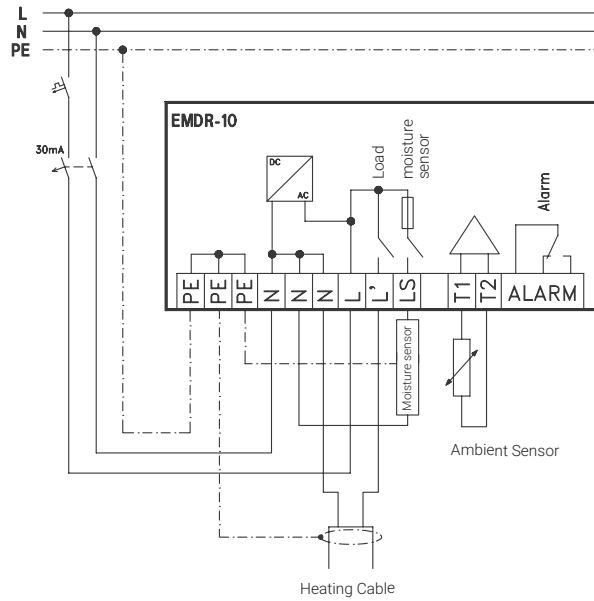 L
N
PE
EMDR-10
30mA
DC
AC
Load
moisture
sensor
Alarm
PE PE PE N N N L L' LS T1 T2 ALARM
Moisture sensor
Ambient Sensor
Heating Cable